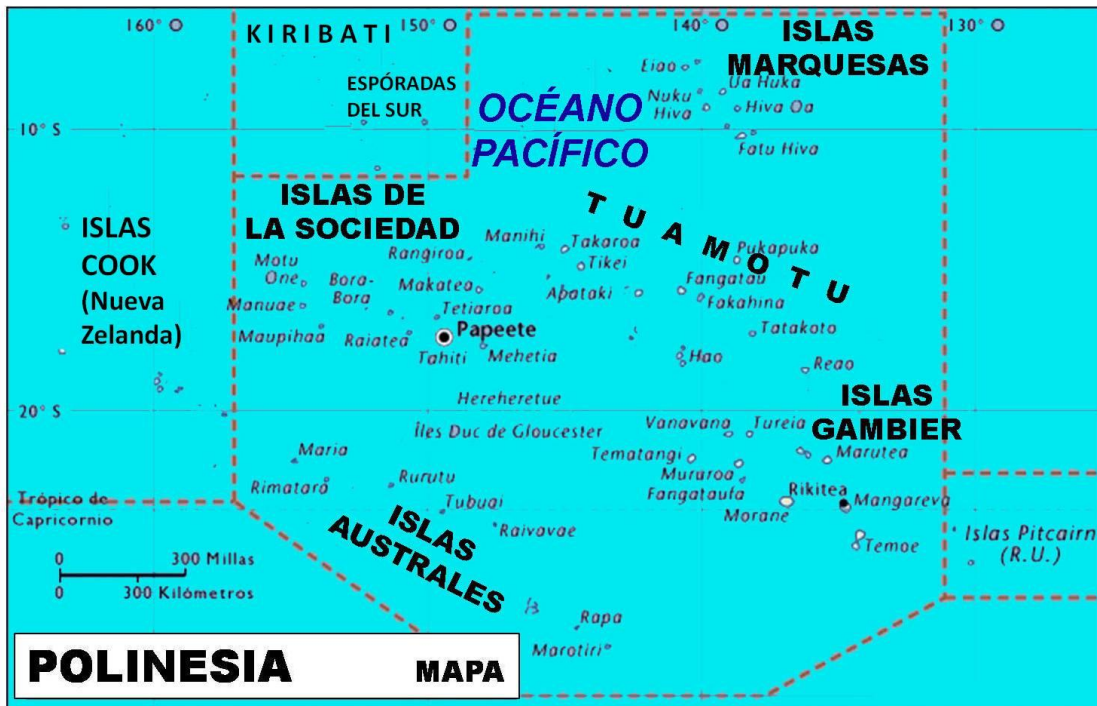 160°
150°
140°
130°
KIRIBATI
ESPÓRADAS
DEL SUR
OCÉANO
PACÍFICO
ISLAS
MARQUESAS
Eiao
Ua Huka
Nuku
Hiva
Hiva Oa
Fatu Hiva
10° S
ISLAS DE
LA SOCIEDAD
TUAMOTU
ISLAS
COOK
(Nueva
Zelanda)
Manihi
Takaroa
Pukapuka
Rangiroa
Tikei
Motu
One
Bora-
Bora
Makatea
Apataki
Fangatau
Fakahina
Manuae
Tetiaroa
Papeete
Tatakoto
Maupihaa
Raiatea
Tahiti
Mehetia
Hao
Reao
Hereheretue
20° S
ISLAS
GAMBIER
Îles Duc de Gloucester
Vanavana
Tureia
Maria
Tematangi
Marutea
Rimatara
Rurutu
Muraroa
Fangataufa
Rikitea
Mangareva
Trópico de
Capricornio
Tubuai
Morane
ISLAS
AUSTRALES
Raivavae
Temoe
Islas Pitcairn
(R.U.)
0 300 Millas
0 300 Kilómetros
Rapa
Marotiri
POLINESIA MAPA